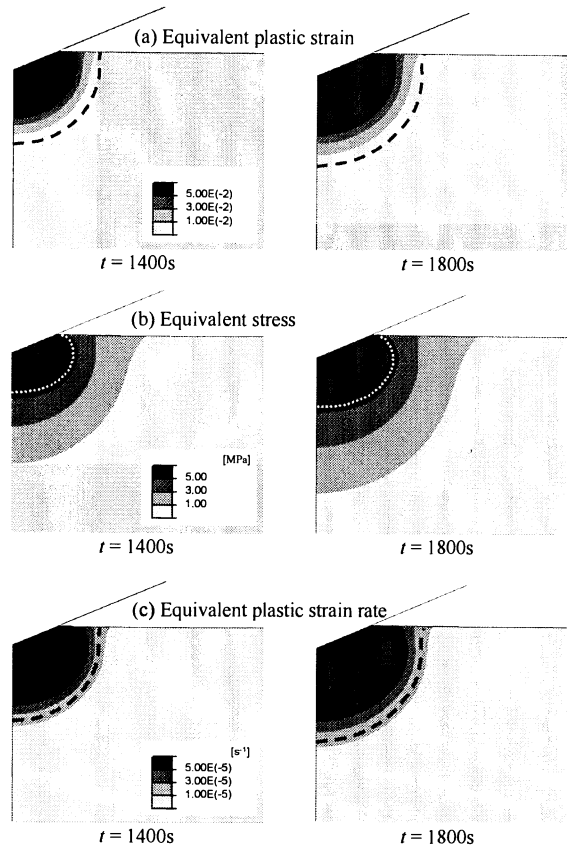 (a) Equivalent plastic strain
5.00E(-2)
3.00E(-2)
1.00E(-2)
t = 1400s
t = 1800s
(b) Equivalent stress
[MPa]
5.00
3.00
1.00
t = 1400s
t = 1800s
(c) Equivalent plastic strain rate
[s⁻¹]
5.00E(-5)
3.00E(-5)
1.00E(-5)
t = 1400s
t = 1800s